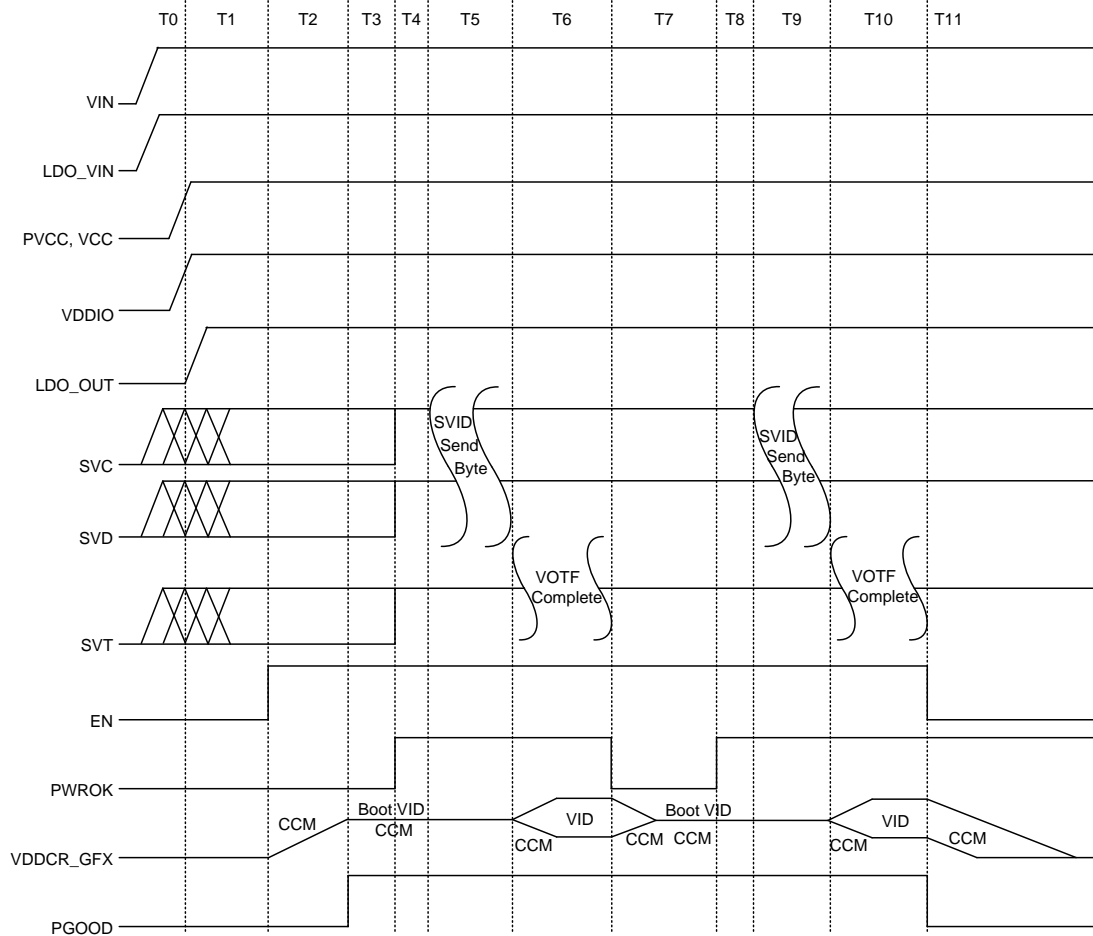 T0 T1 T2 T3 T4 T5 T6 T7 T8 T9 T10 T11
VIN
LDO_VIN
PVCC, VCC
VDDIO
LDO_OUT
SVID
Send
Byte
SVID
Send
Byte
SVC
SVD
VOTF
Complete
VOTF
Complete
SVT
EN
PWROK
Boot VID
CCM
CCM
VID
CCM
Boot VID
CCM CCM
VID
CCM
CCM
VDDCR_GFX
PGOOD